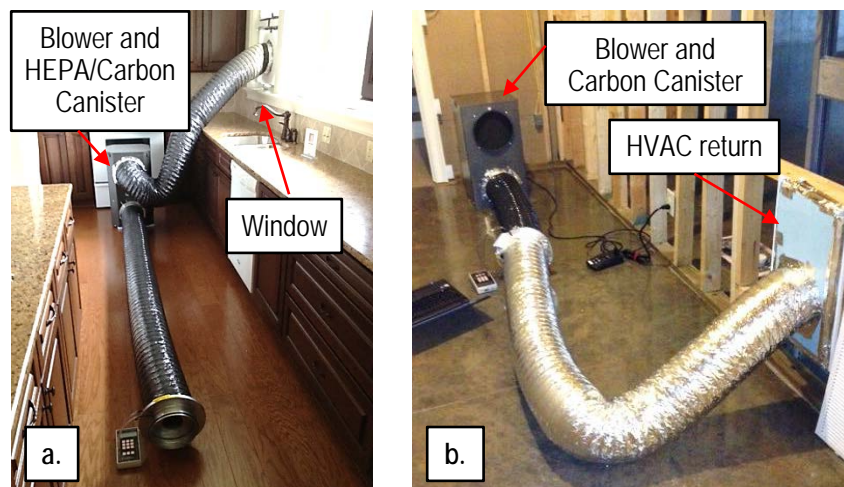 Blower and
HEPA/Carbon
Canister
Window
a.
Blower and
Carbon Canister
HVAC return
b.